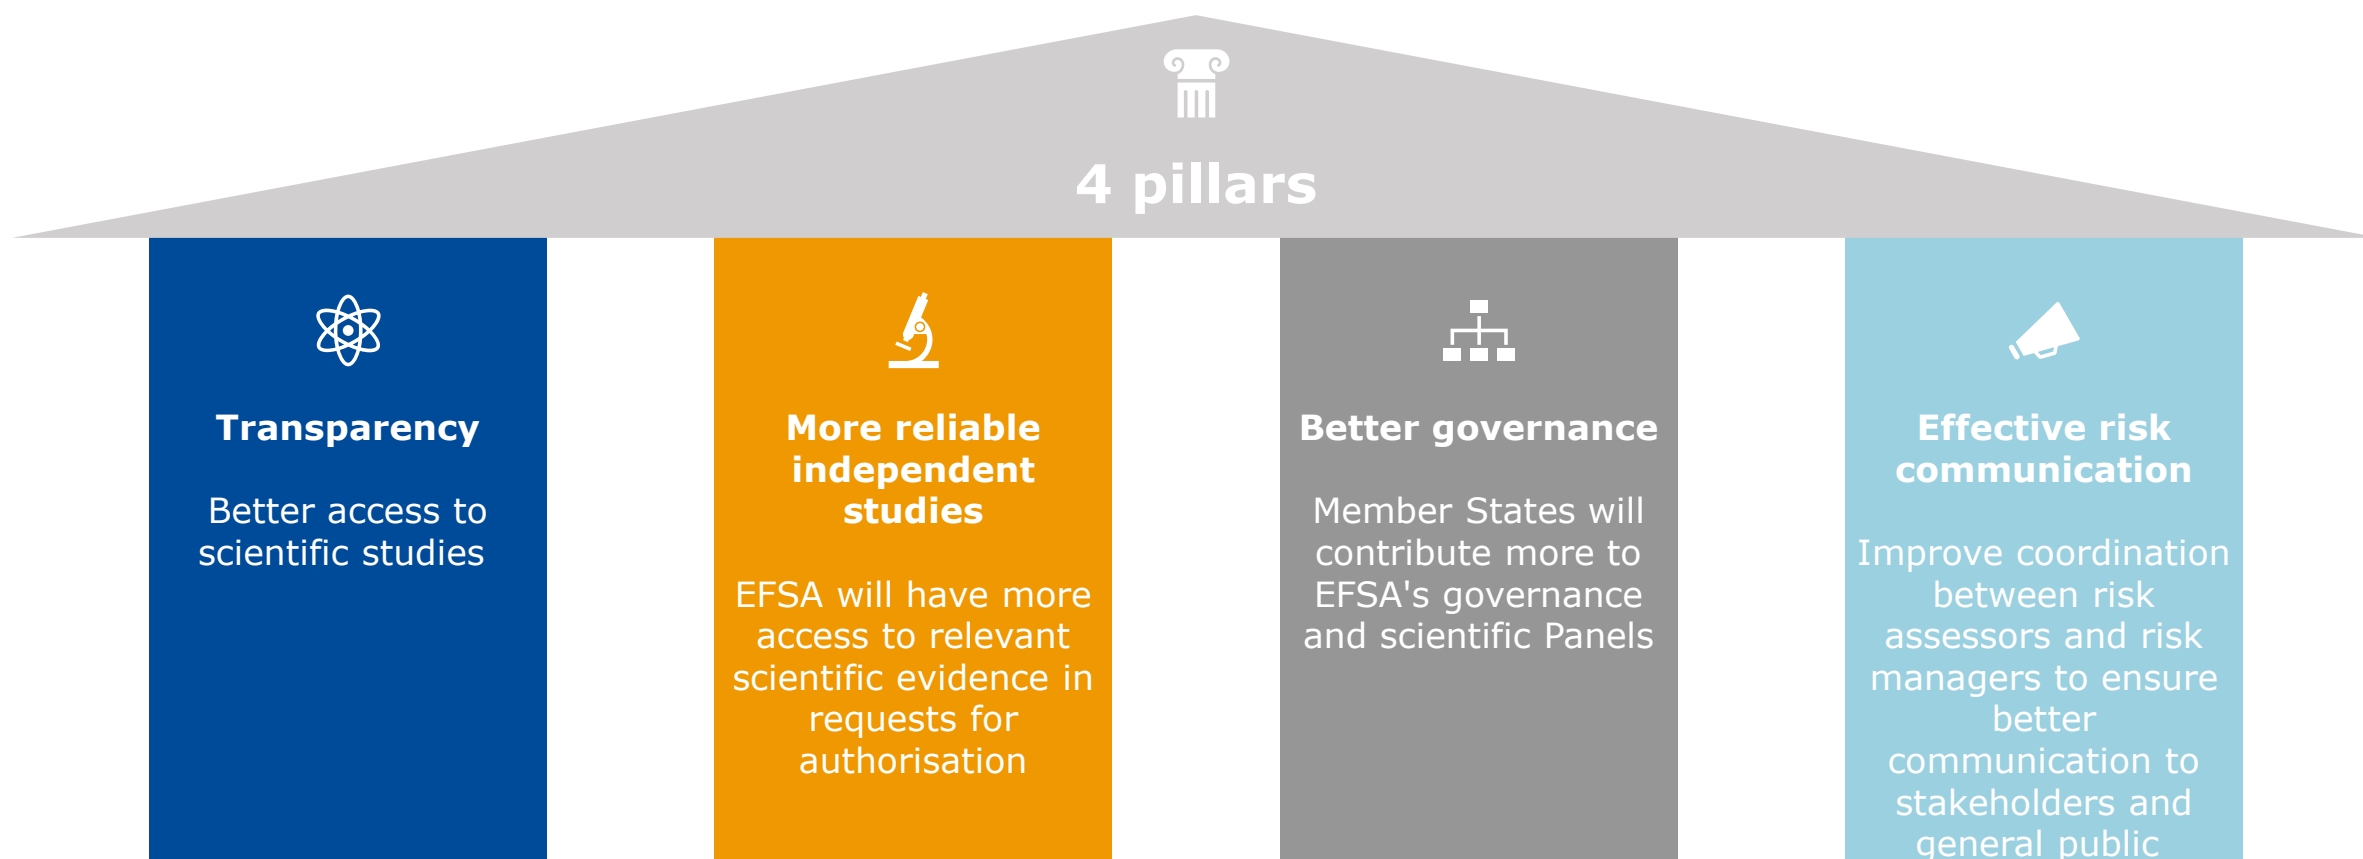 4 pillars
Transparency
Better access to
scientific studies
More reliable
independent
studies
EFSA will have more
access to relevant
scientific evidence in
requests for
authorisation
Better governance
Member States will
contribute more to
EFSA's governance
and scientific Panels
Effective risk
communication
Improve coordination
between risk
assessors and risk
managers to ensure
better
communication to
stakeholders and
general public